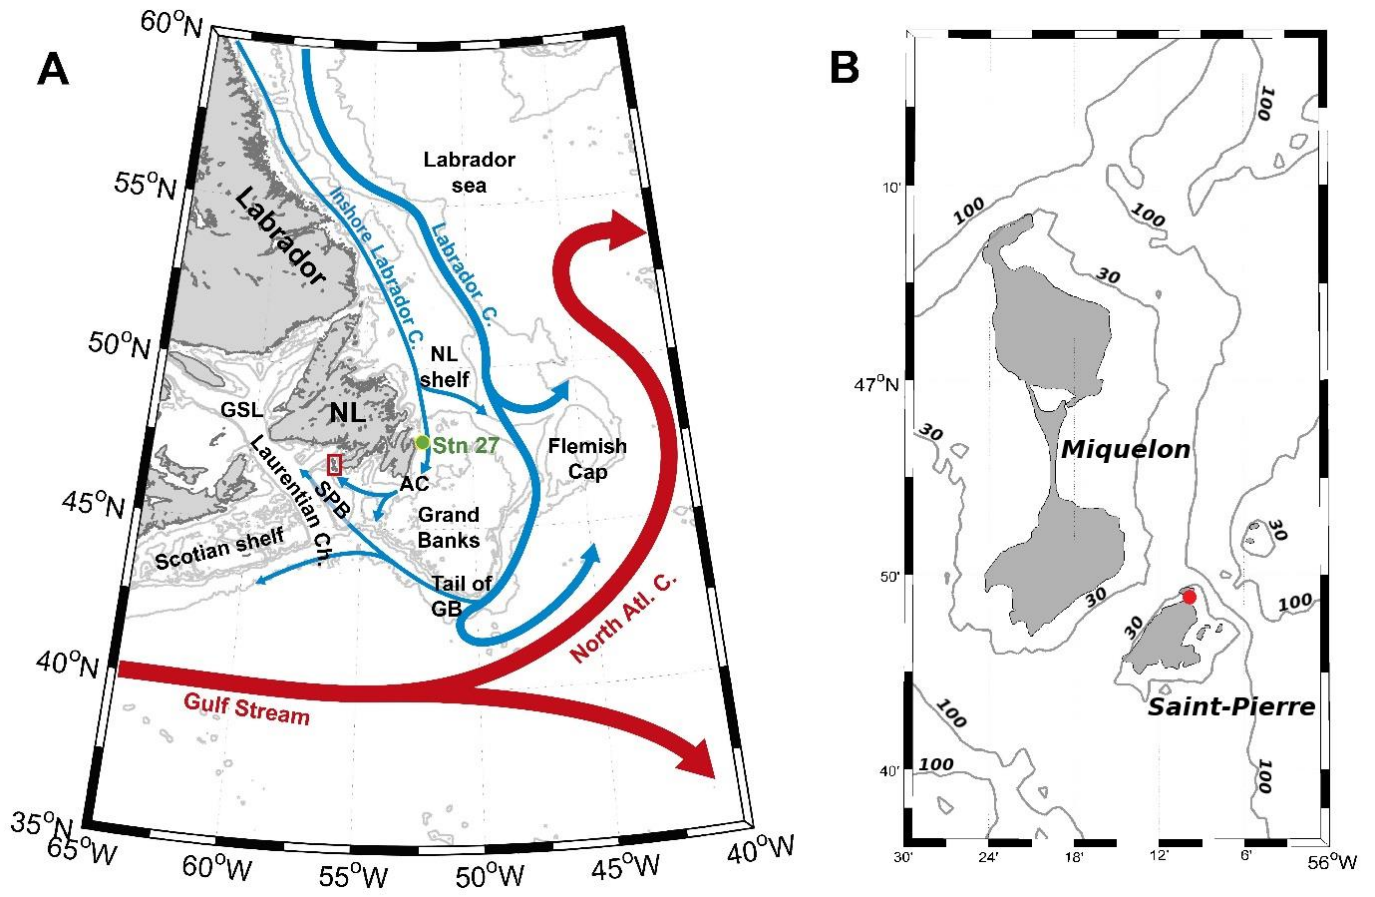 A
60°N
55°N
50°N
45°N
40°N
35°N
65°W
60°W
55°W
50°W
45°W
40°W
Labrador
sea
Labrador
Inshore Labrador C.
Labrador C.
NL
shelf
GSL
NL
Stn 27
Flemish
Cap
Laurentian Ch.
SPB
AC
Grand
Banks
Scotian shelf
Tail of
GB
North Atl. C.
Gulf Stream
B
100
10'
100
100
30
47°N
30
Miquelon
30
50'
30
100
30
Saint-Pierre
100
100
40'
100
30'
24'
18'
12'
6'
56°W